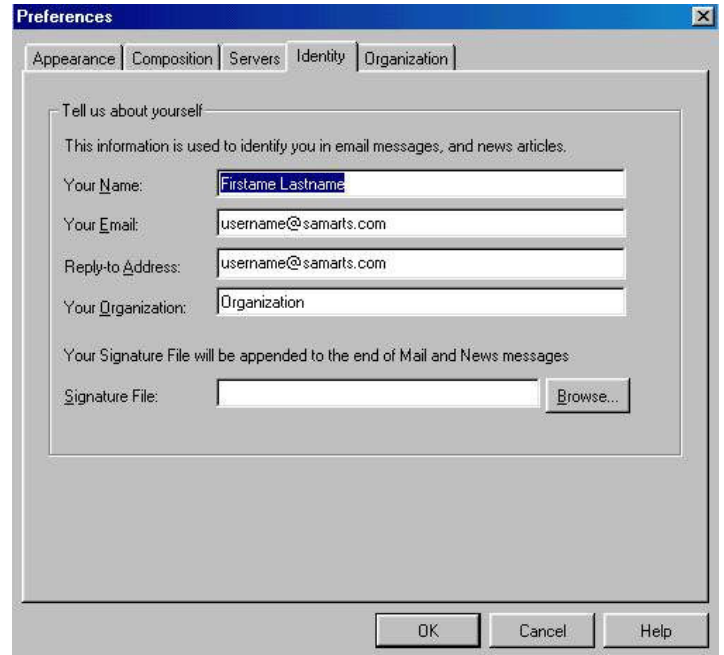 Preferences
Appearance Composition Servers Identity Organization
Tell us about yourself
This information is used to identify you in email messages, and news articles.
Your Name: Firstame Lastname
Your Email: username@samarts.com
Reply-to Address: username@samarts.com
Your Organization: Organization
Your Signature File will be appended to the end of Mail and News messages
Signature File: Browse...
OK Cancel Help